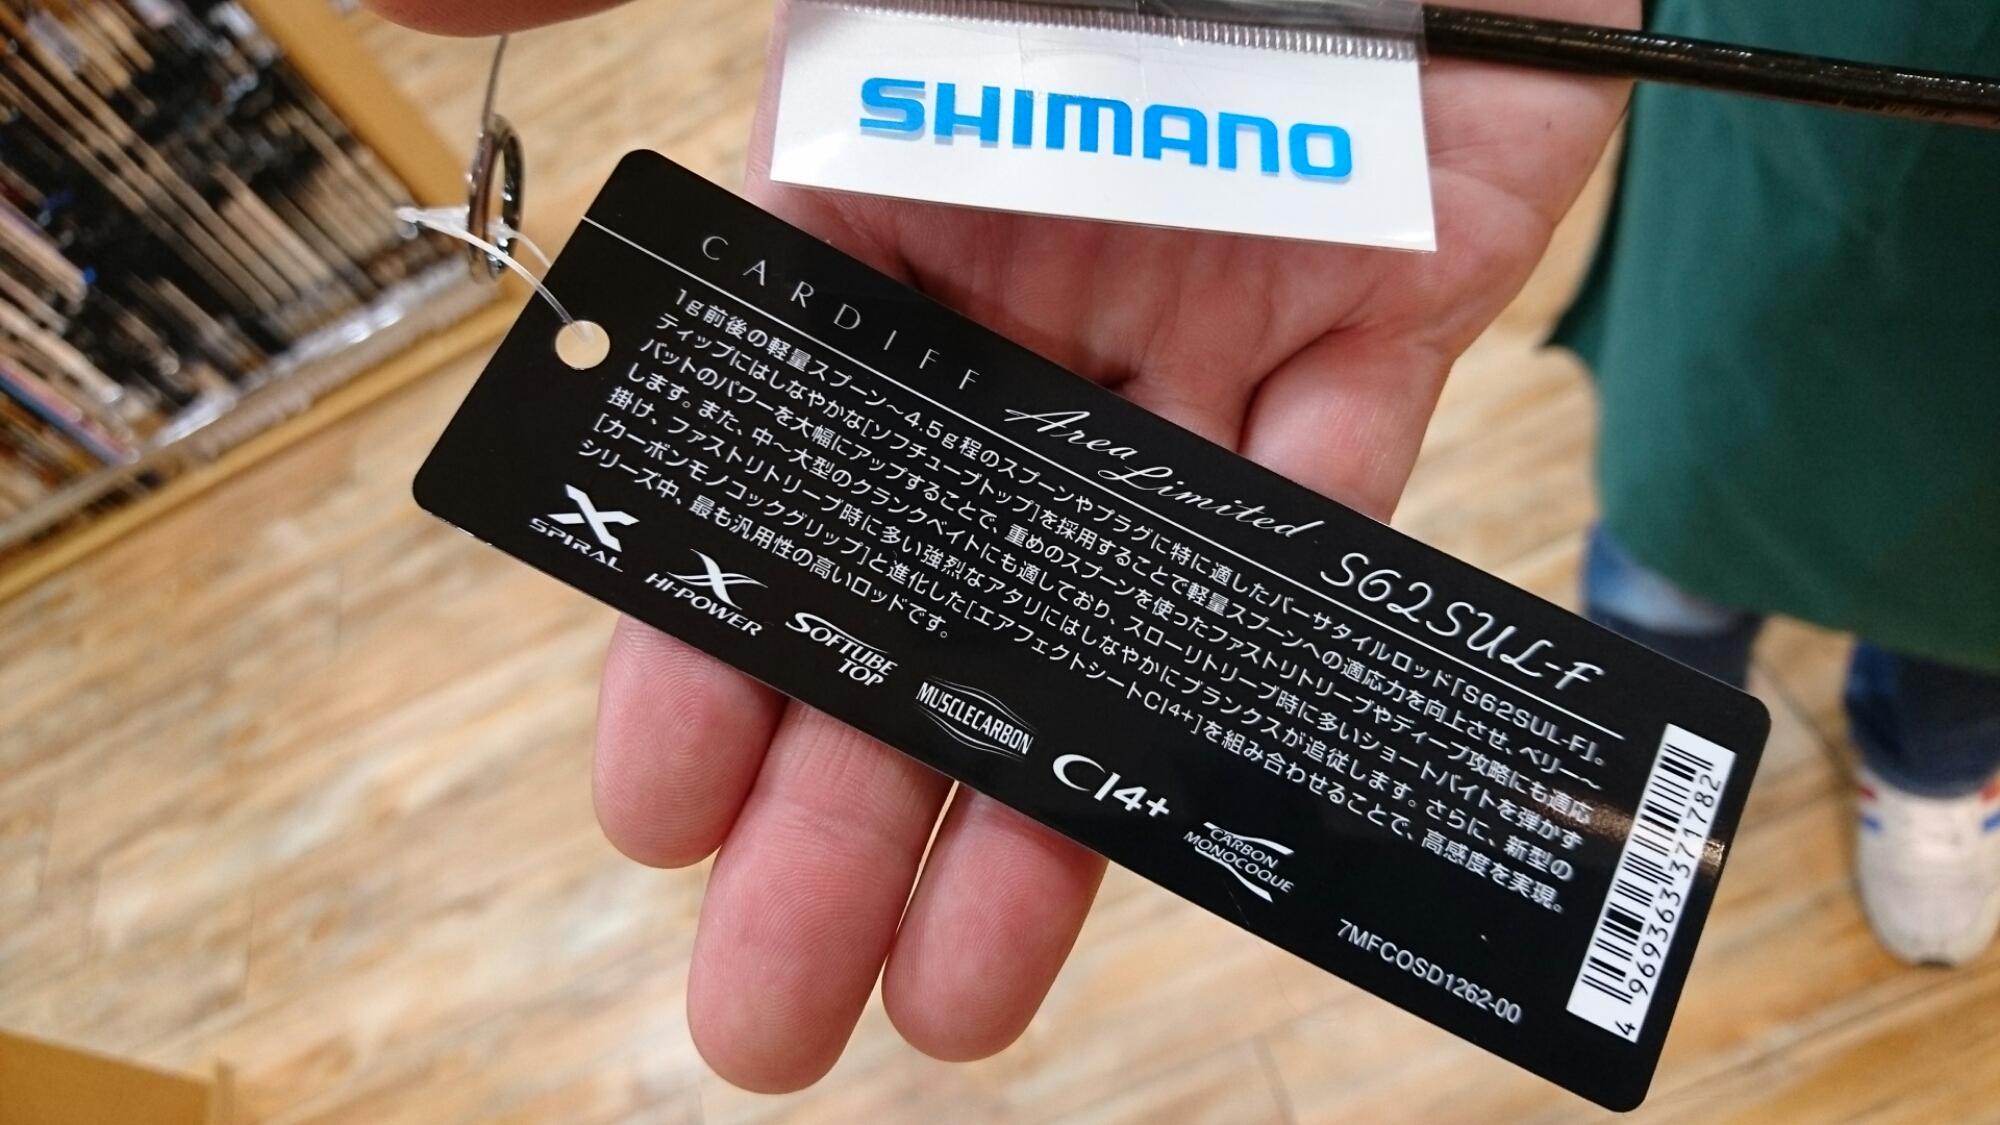 SHIMANO
CARDIFF Area Limited S62SUL-F
1g前後の軽量スプーン～4.5g程のスプーンやプラグに特に適したバーサタイルロッド「S62SUL-F」。
ティップにはしなやかな[ソフチューブトップ]を採用することで軽量スプーンへの適応力を向上させ、ベリー～
バットのパワーを大幅にアップすることで、重めのスプーンを使ったファストリトリーブやディープ攻略にも適応
します。また、中～大型のクランクベイトにも適しており、スローリトリーブ時に多いショートバイトを弾かす
掛け、ファストリトリーブ時に多い強烈なアタリにはしなやかにブランクスが追従します。さらに、新型の
[カーボンモノコックグリップ]と進化した[エアフェクトシートCI4+]を組み合わせることで、高感度を実現。
シリーズ中、最も汎用性の高いロッドです。
X SPIRAL
X HI-POWER
SOFTUBE TOP
MUSCLECARBON
CI4+
CARBON MONOCOQUE
7MFCOSD1262-00
4 969363 371782